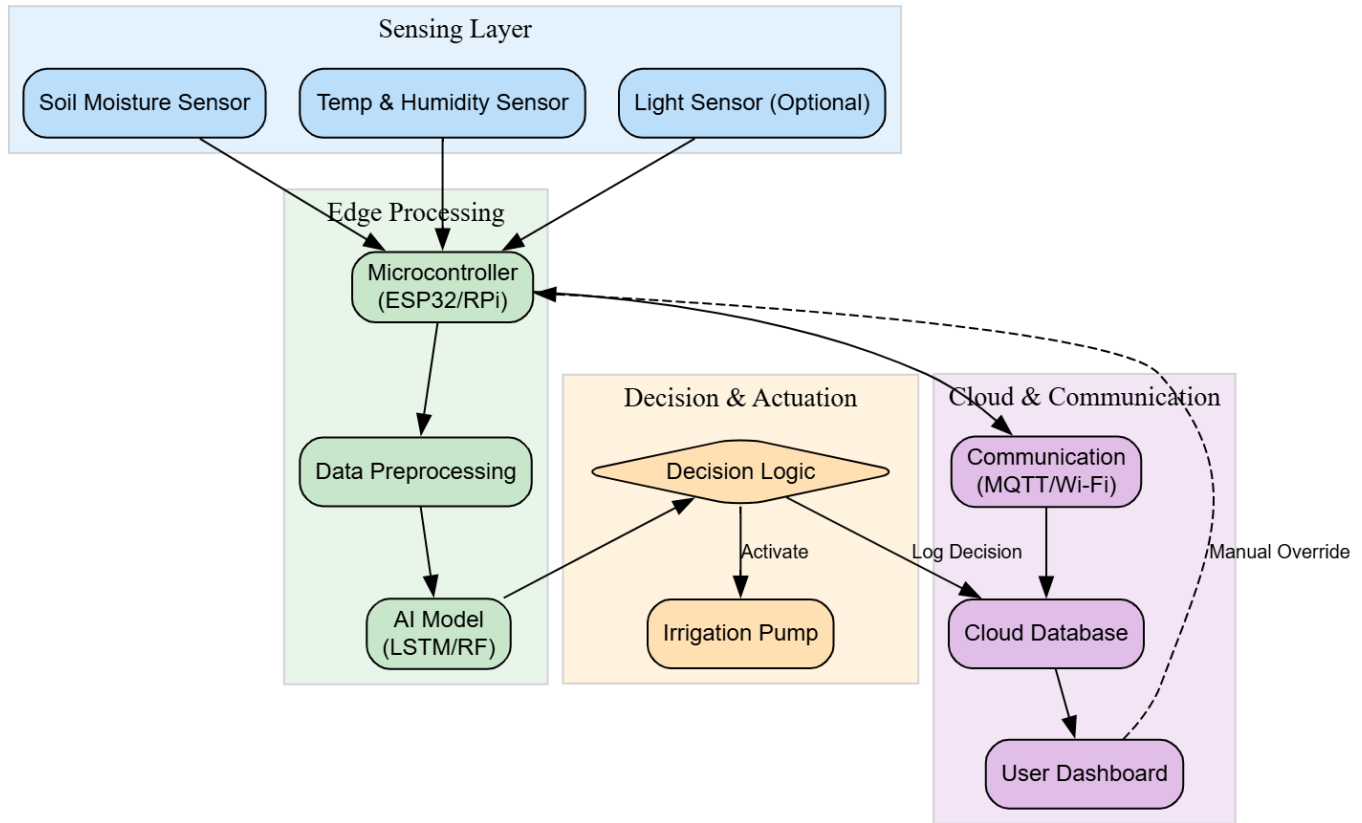 Sensing Layer
Soil Moisture Sensor
Temp & Humidity Sensor
Light Sensor (Optional)
Edge Processing
Microcontroller
(ESP32/RPi)
Data Preprocessing
AI Model
(LSTM/RF)
Decision & Actuation
Decision Logic
Activate
Log Decision
Irrigation Pump
Cloud & Communication
Communication
(MQTT/Wi-Fi)
Manual Override
Cloud Database
User Dashboard